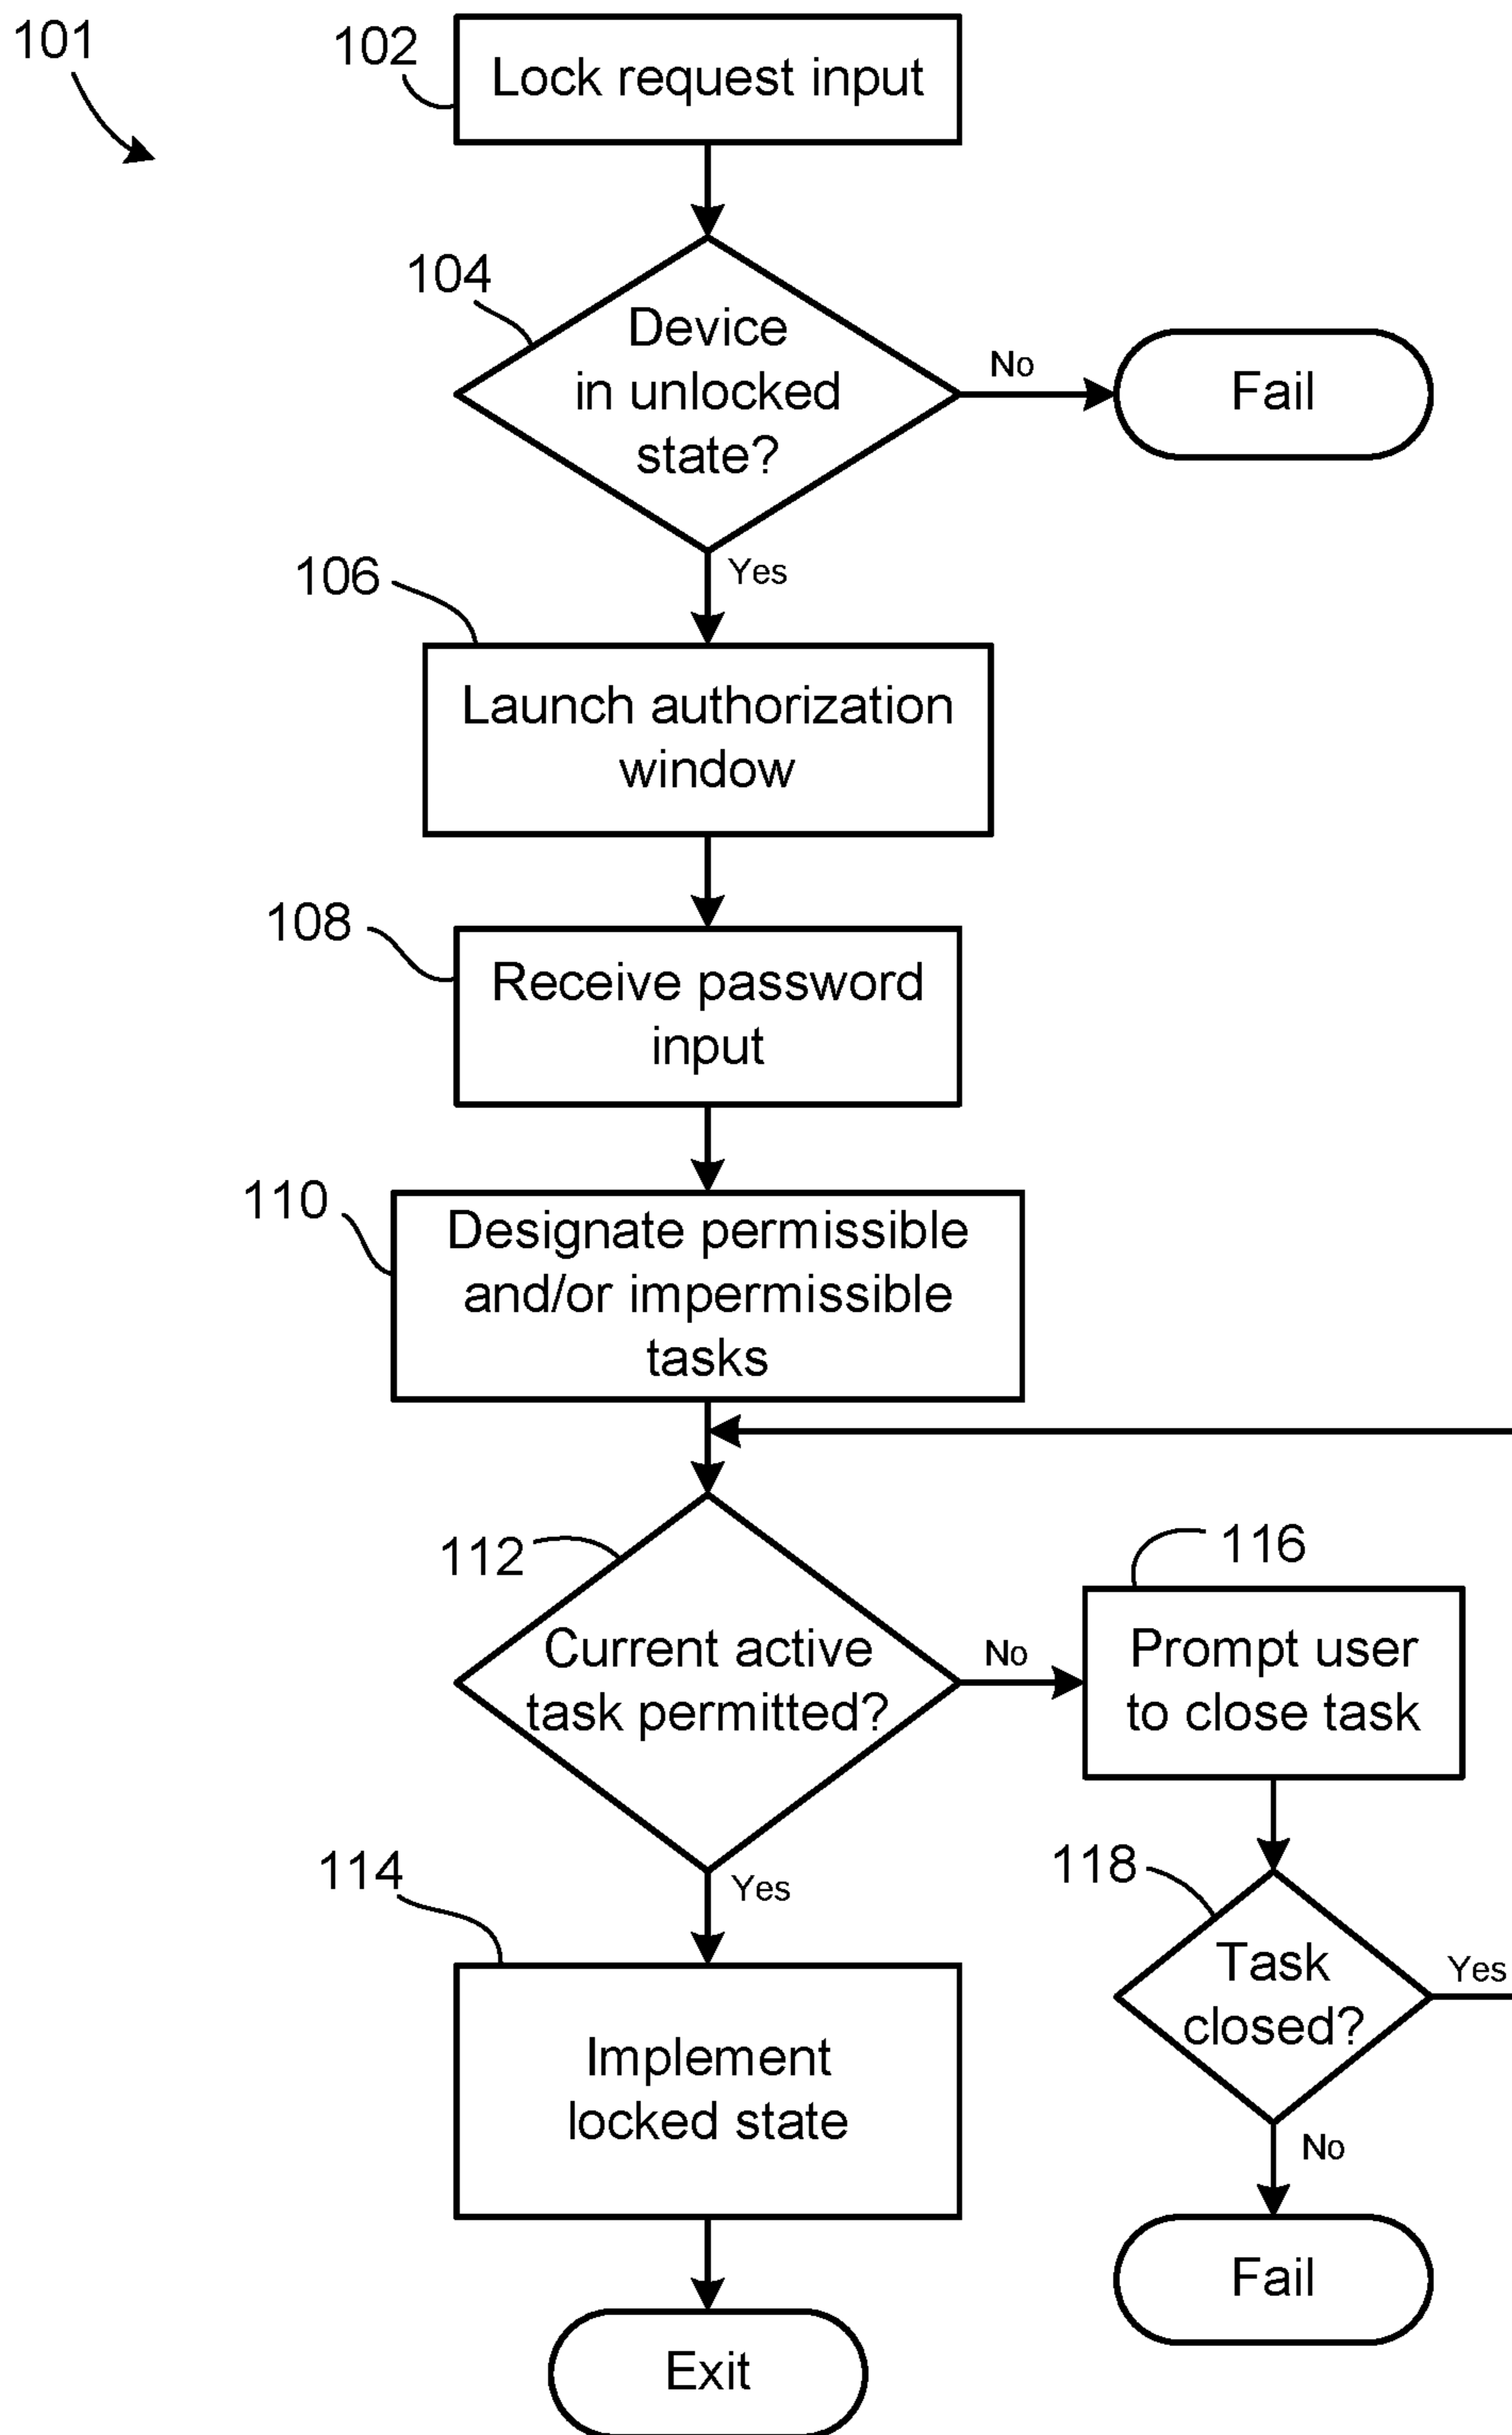 101
102
Lock request input
104
Device
in unlocked
state?
No
Fail
Yes
106
Launch authorization
window
108
Receive password
input
110
Designate permissible
and/or impermissible
tasks
112
Current active
task permitted?
No
116
Prompt user
to close task
Yes
114
Implement
locked state
118
Task
closed?
Yes
No
Fail
Exit